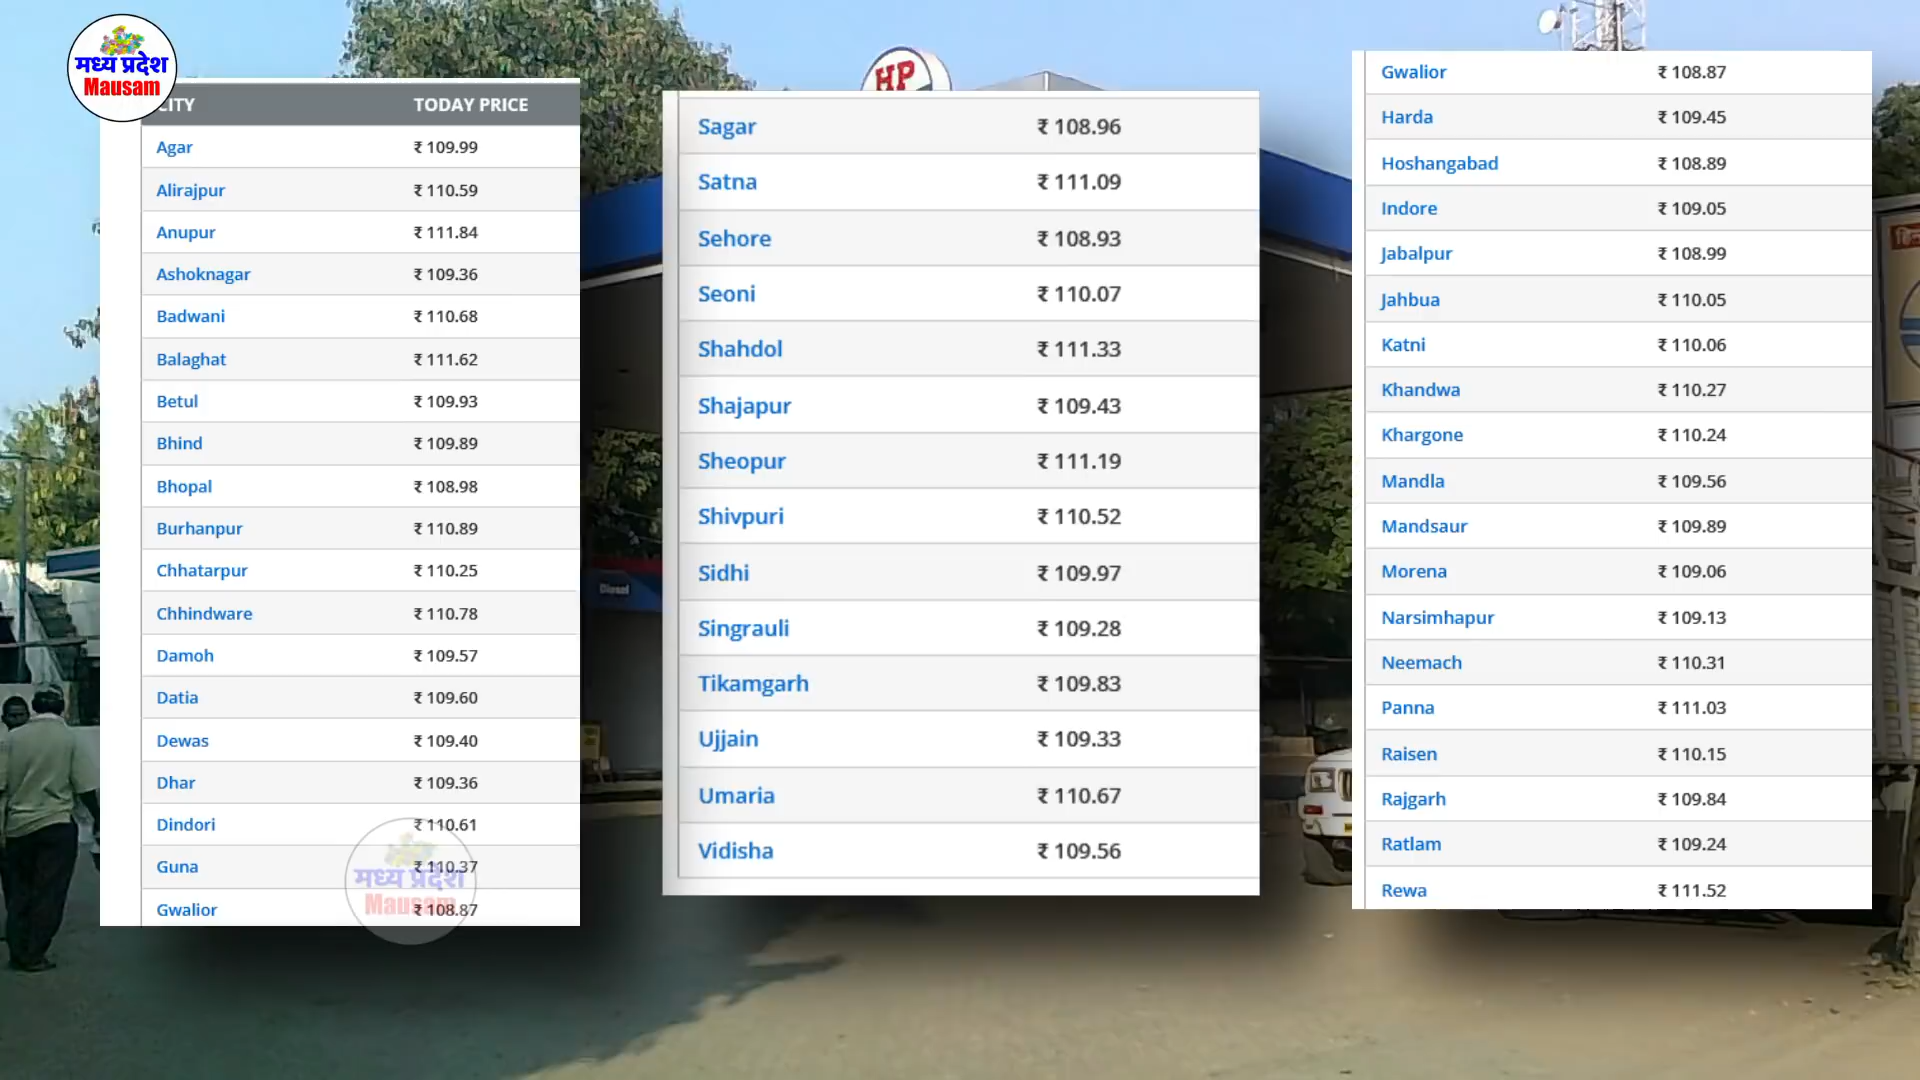 मध्य प्रदेश
Mausam
CITY TODAY PRICE
Agar ₹ 109.99
Alirajpur ₹ 110.59
Anupur ₹ 111.84
Ashoknagar ₹ 109.36
Badwani ₹ 110.68
Balaghat ₹ 111.62
Betul ₹ 109.93
Bhind ₹ 109.89
Bhopal ₹ 108.98
Burhanpur ₹ 110.89
Chhatarpur ₹ 110.25
Chhindware ₹ 110.78
Damoh ₹ 109.57
Datia ₹ 109.60
Dewas ₹ 109.40
Dhar ₹ 109.36
Dindori ₹ 110.61
Guna ₹ 110.37
Gwalior ₹ 108.87
मध्य प्रदेश
Mausam
HP
Sagar ₹ 108.96
Satna ₹ 111.09
Sehore ₹ 108.93
Seoni ₹ 110.07
Shahdol ₹ 111.33
Shajapur ₹ 109.43
Sheopur ₹ 111.19
Shivpuri ₹ 110.52
Sidhi ₹ 109.97
Singrauli ₹ 109.28
Tikamgarh ₹ 109.83
Ujjain ₹ 109.33
Umaria ₹ 110.67
Vidisha ₹ 109.56
Diesel
Gwalior ₹ 108.87
Harda ₹ 109.45
Hoshangabad ₹ 108.89
Indore ₹ 109.05
Jabalpur ₹ 108.99
Jahbua ₹ 110.05
Katni ₹ 110.06
Khandwa ₹ 110.27
Khargone ₹ 110.24
Mandla ₹ 109.56
Mandsaur ₹ 109.89
Morena ₹ 109.06
Narsimhapur ₹ 109.13
Neemach ₹ 110.31
Panna ₹ 111.03
Raisen ₹ 110.15
Rajgarh ₹ 109.84
Ratlam ₹ 109.24
Rewa ₹ 111.52